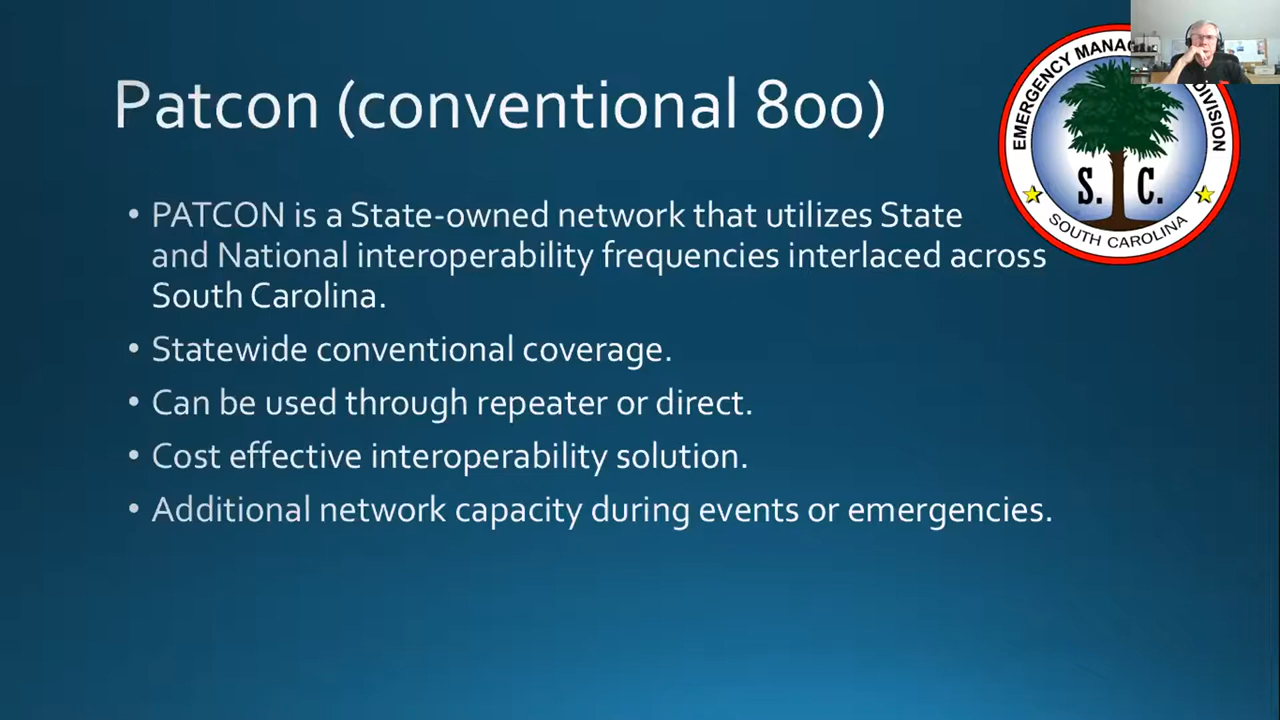 Patcon (conventional 800)
• PATCON is a State-owned network that utilizes State
and National interoperability frequencies interlaced across
South Carolina.
• Statewide conventional coverage.
• Can be used through repeater or direct.
• Cost effective interoperability solution.
• Additional network capacity during events or emergencies.
EMERGENCY MANAG
DIVISION
S. C.
SOUTH CAROLINA